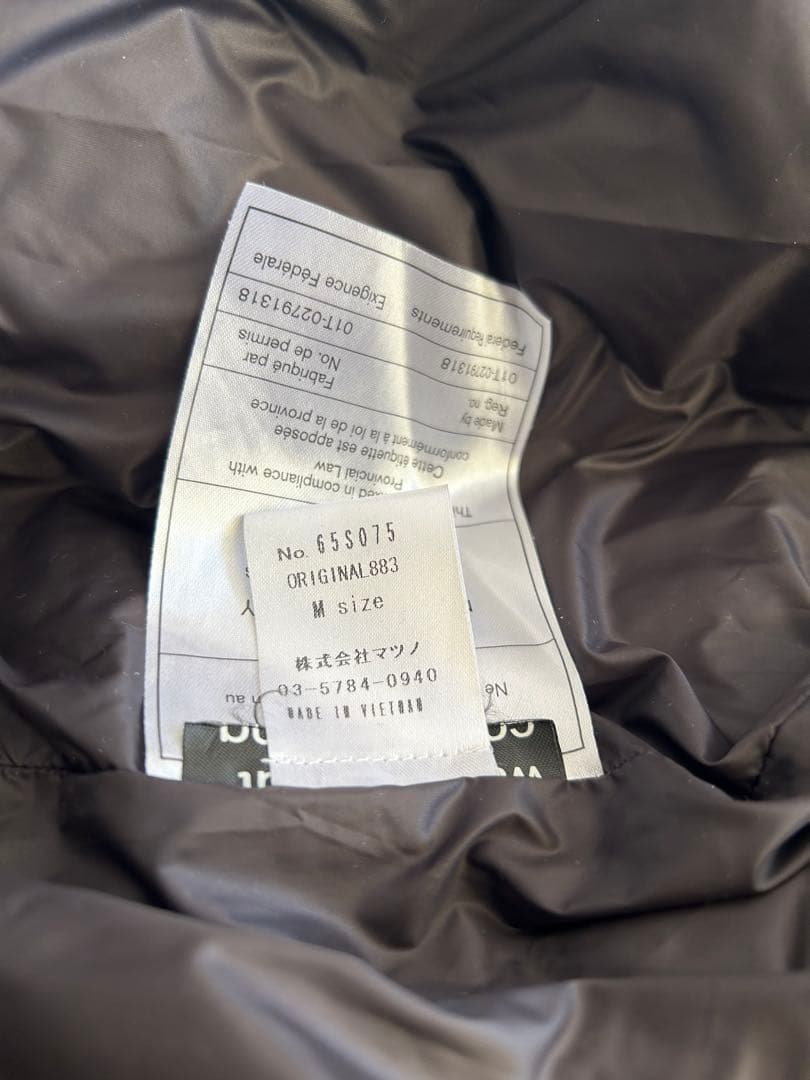 No. 65S075
ORIGINAL883
M size
株式会社マツノ
03-5784-0940
MADE IN VIETNAM
Federal Requirements
Exigence Fédérale
01T-02791318
01T-02791318
Reg. no.
No. de permis
Made by
Fabriqué par
conformément à la loi de la province
Cette étiquette est apposée
Provincial Law
in compliance with